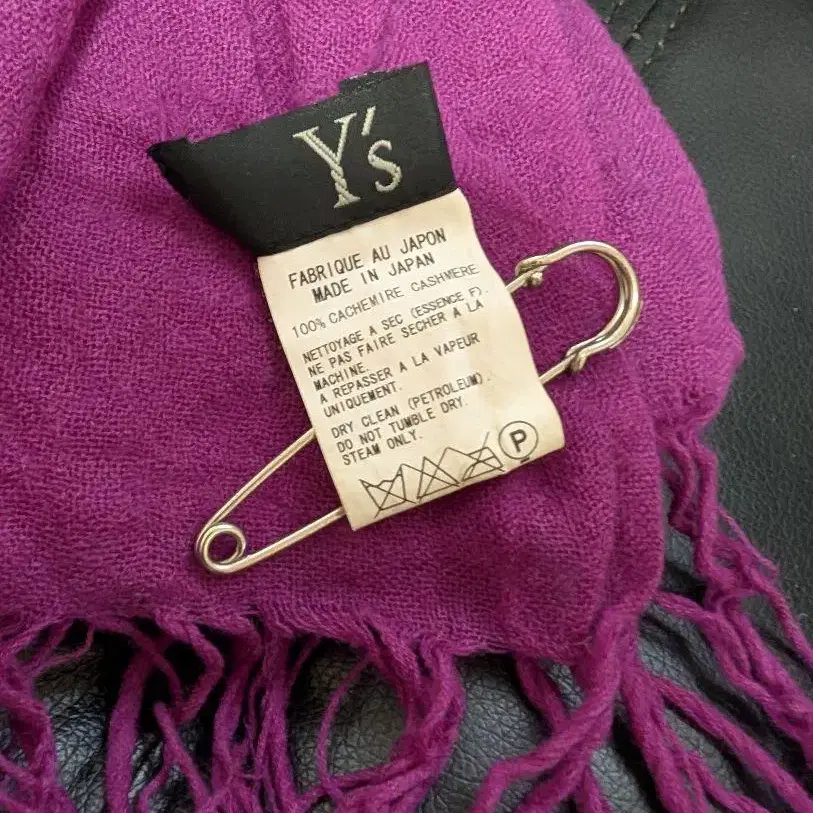 Y's
FABRIQUE AU JAPON
MADE IN JAPAN
100% CACHEMIRE CASHMERE
NETTOYAGE A SEC (ESSENCE F).
NE PAS FAIRE SECHER A LA
MACHINE.
A REPASSER A LA VAPEUR
UNIQUEMENT.
DRY CLEAN (PETROLEUM).
DO NOT TUMBLE DRY.
STEAM ONLY.
P